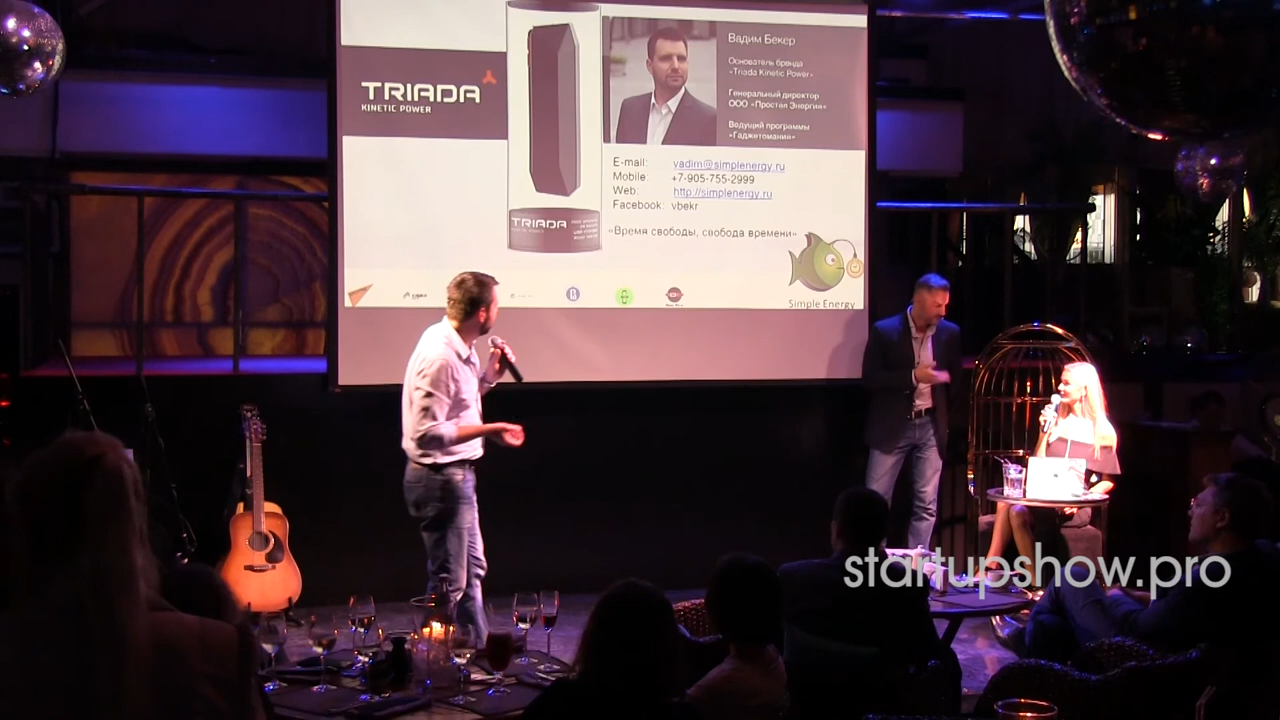 TRIADA
KINETIC POWER
Вадим Бекер
Основатель бренда
«Triada Kinetic Power»
Генеральный директор
ООО «Простая Энергия»
Ведущий программы
«Гаджетомания»
E-mail: vadim@simplenergy.ru
Mobile: +7-905-755-2999
Web: http://simplenergy.ru
Facebook: vbekr
TRIADA
«Время свободы, свобода времени»
Simple Energy
startupshow.pro